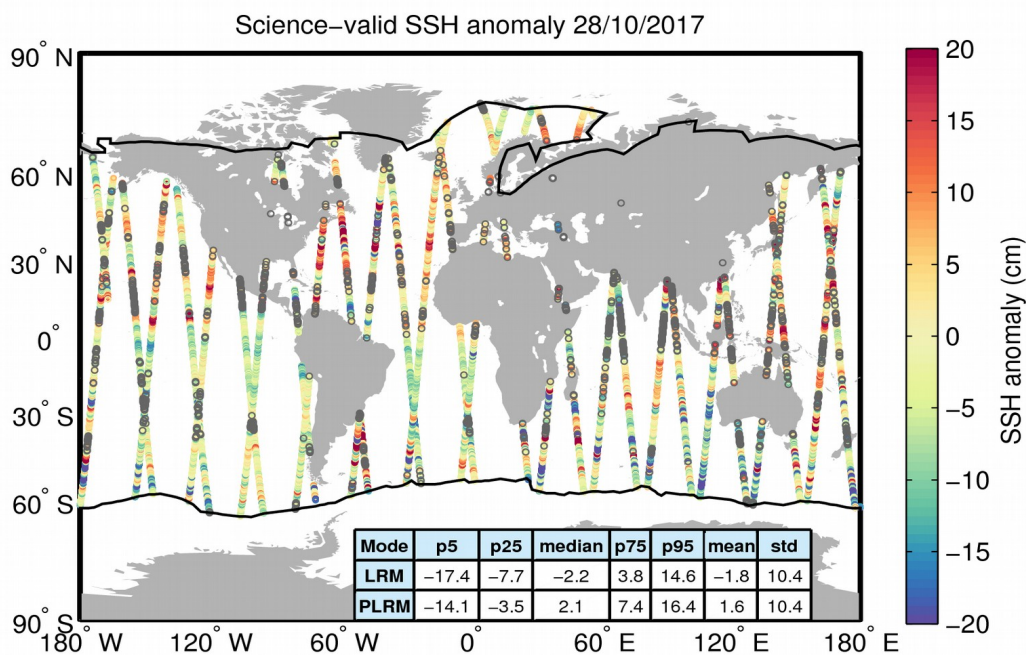 Science−valid SSH anomaly 28/10/2017
90° N
60° N
30° N
0°
30° S
60° S
90° S
180° W
120° W
60° W
0°
60° E
120° E
180° E
Mode p5 p25 median p75 p95 mean std
LRM −17.4 −7.7 −2.2 3.8 14.6 −1.8 10.4
PLRM −14.1 −3.5 2.1 7.4 16.4 1.6 10.4
20
15
10
5
0
−5
−10
−15
−20
SSH anomaly (cm)